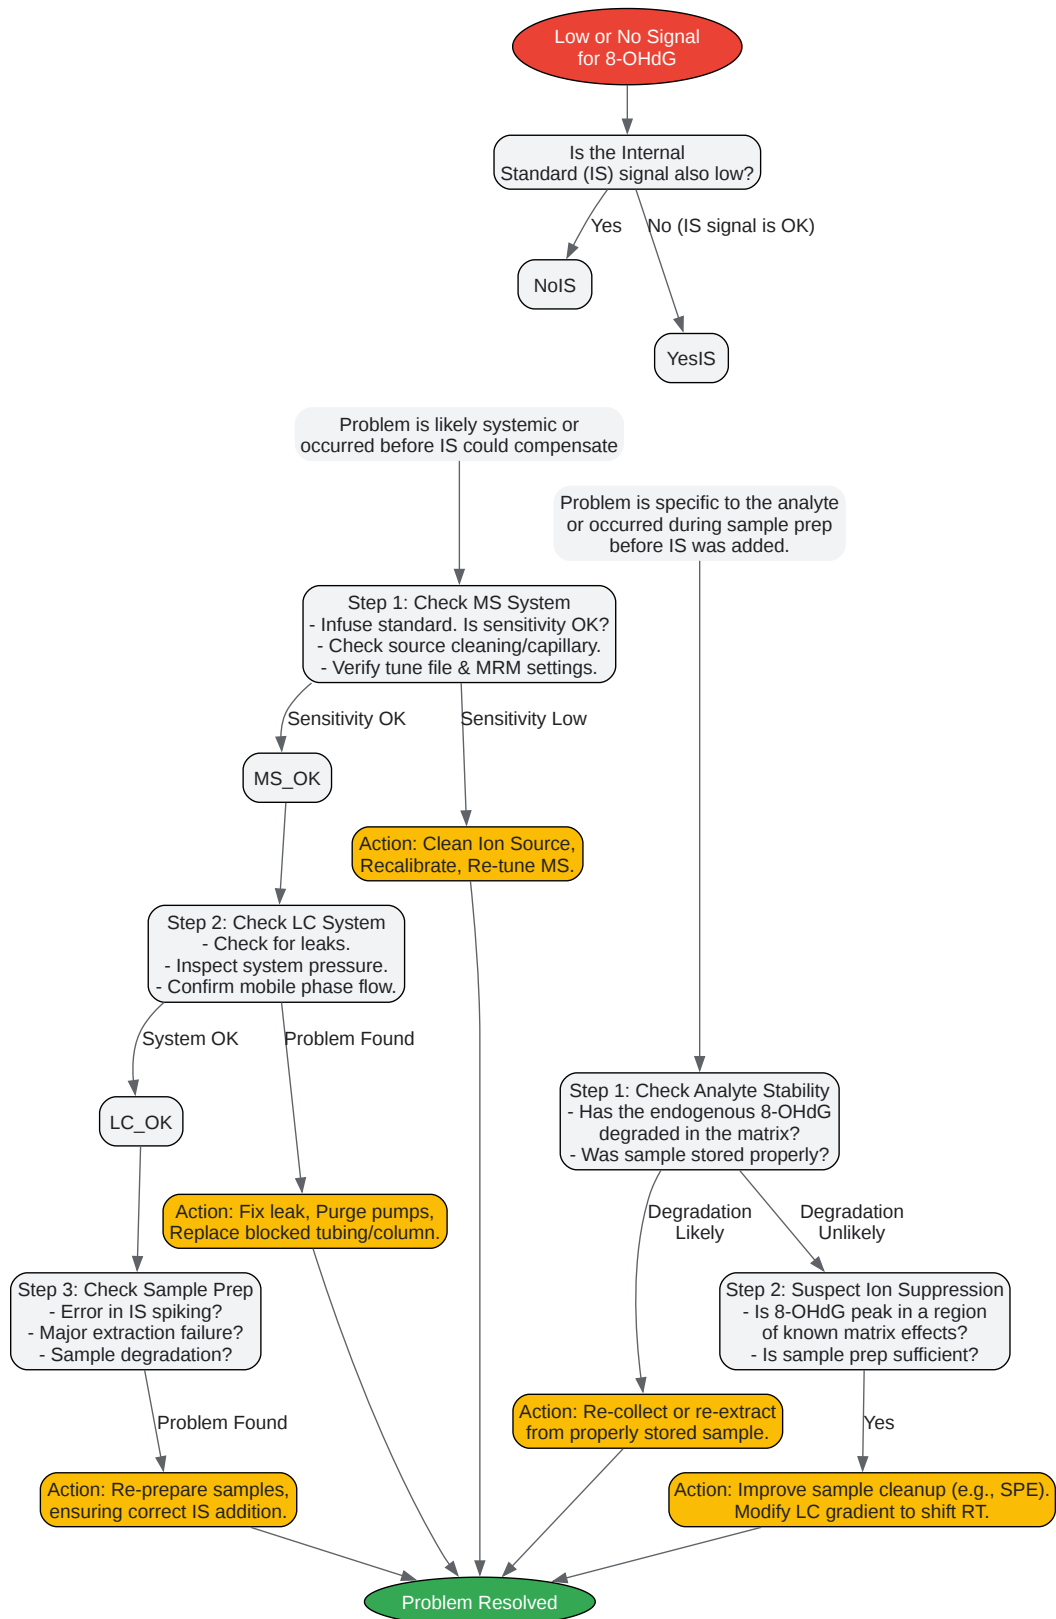 Low or No Signal
for 8-OHdG
Is the Internal
Standard (IS) signal also low?
Yes
No (IS signal is OK)
NoIS
YesIS
Problem is likely systemic or
occurred before IS could compensate
Problem is specific to the analyte
or occurred during sample prep
before IS was added.
Step 1: Check MS System
- Infuse standard. Is sensitivity OK?
- Check source cleaning/capillary.
- Verify tune file & MRM settings.
Sensitivity OK
Sensitivity Low
MS_OK
Action: Clean Ion Source,
Recalibrate, Re-tune MS.
Step 2: Check LC System
- Check for leaks.
- Inspect system pressure.
- Confirm mobile phase flow.
System OK
Problem Found
LC_OK
Step 1: Check Analyte Stability
- Has the endogenous 8-OHdG
degraded in the matrix?
- Was sample stored properly?
Action: Fix leak, Purge pumps,
Replace blocked tubing/column.
Degradation
Likely
Degradation
Unlikely
Step 3: Check Sample Prep
- Error in IS spiking?
- Major extraction failure?
- Sample degradation?
Step 2: Suspect Ion Suppression
- Is 8-OHdG peak in a region
of known matrix effects?
- Is sample prep sufficient?
Problem Found
Action: Re-collect or re-extract
from properly stored sample.
Yes
Action: Re-prepare samples,
ensuring correct IS addition.
Action: Improve sample cleanup (e.g., SPE).
Modify LC gradient to shift RT.
Problem Resolved